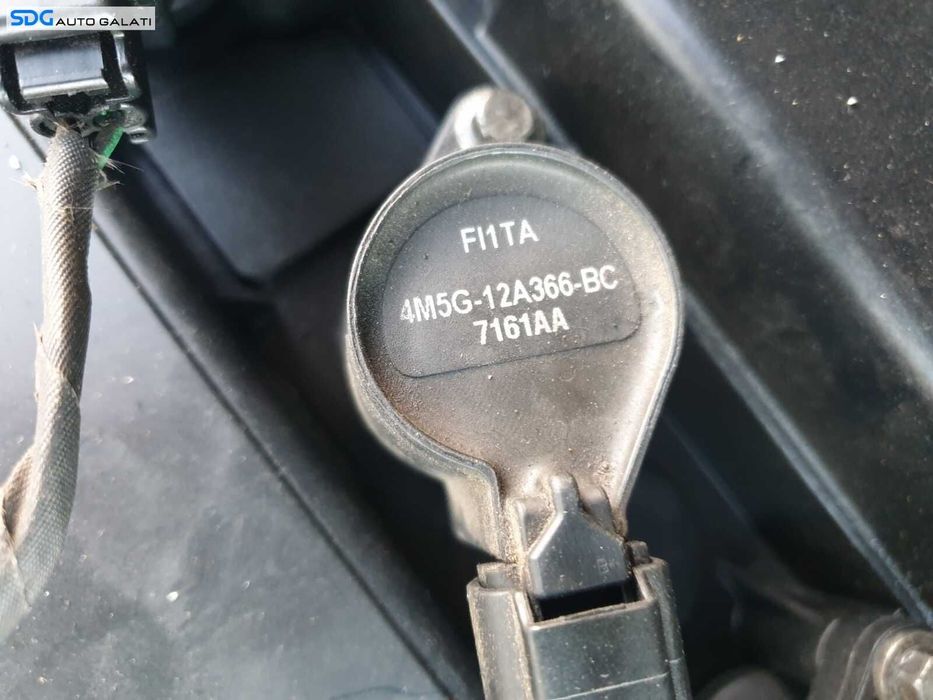 SDG AUTO GALATI
FI1TA
4M5G-12A366-BC
7161AA